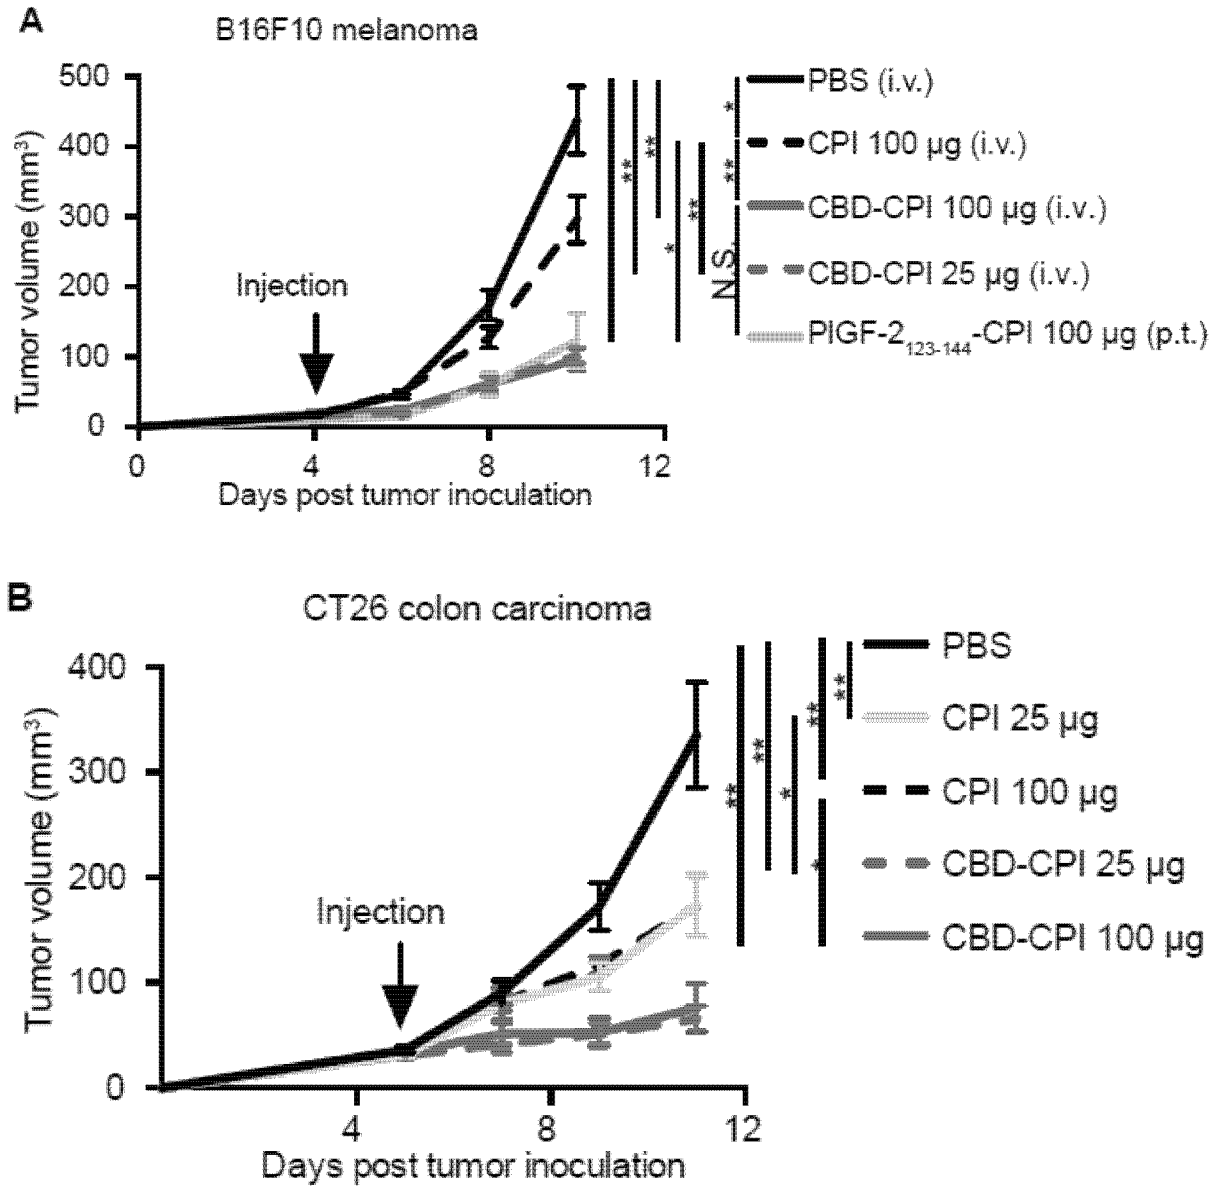 A
B16F10 melanoma
500
400
300
200
100
0
Tumor volume (mm³)
Injection
0
4
8
12
Days post tumor inoculation
**
**
*
**
*
**
N.S.
PBS (i.v.)
CPI 100 µg (i.v.)
CBD-CPI 100 µg (i.v.)
CBD-CPI 25 µg (i.v.)
PlGF-2₁₂₃₋₁₄₄-CPI 100 µg (p.t.)
B
CT26 colon carcinoma
400
300
200
100
0
Tumor volume (mm³)
Injection
4
8
12
Days post tumor inoculation
**
**
*
**
*
**
PBS
CPI 25 µg
CPI 100 µg
CBD-CPI 25 µg
CBD-CPI 100 µg